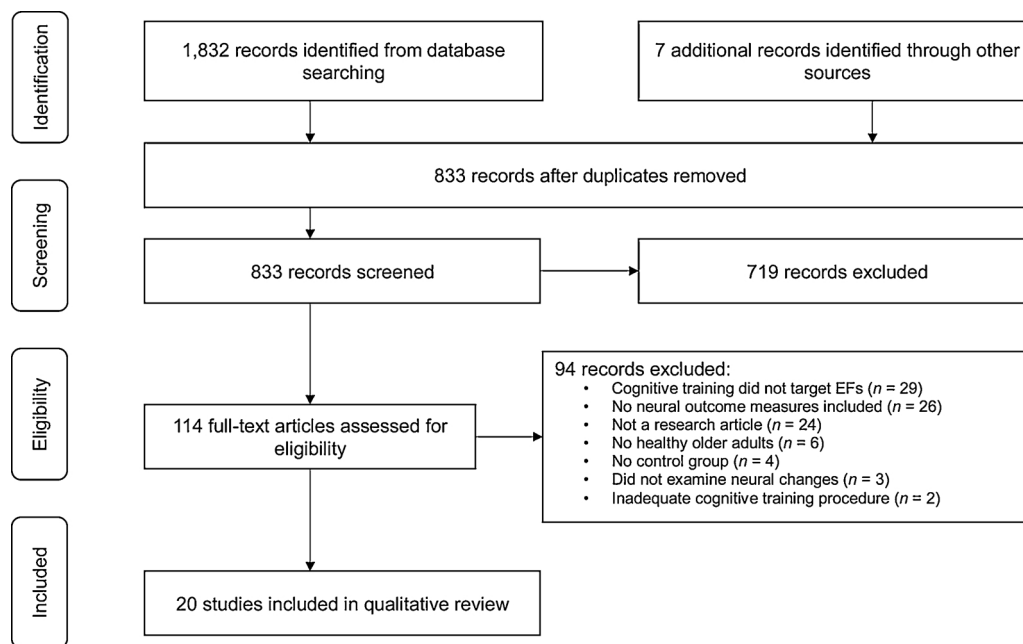 Identification
1,832 records identified from database
searching
7 additional records identified through other
sources
833 records after duplicates removed
Screening
833 records screened
719 records excluded
Eligibility
114 full-text articles assessed for
eligibility
94 records excluded:
• Cognitive training did not target EFs (n = 29)
• No neural outcome measures included (n = 26)
• Not a research article (n = 24)
• No healthy older adults (n = 6)
• No control group (n = 4)
• Did not examine neural changes (n = 3)
• Inadequate cognitive training procedure (n = 2)
Included
20 studies included in qualitative review